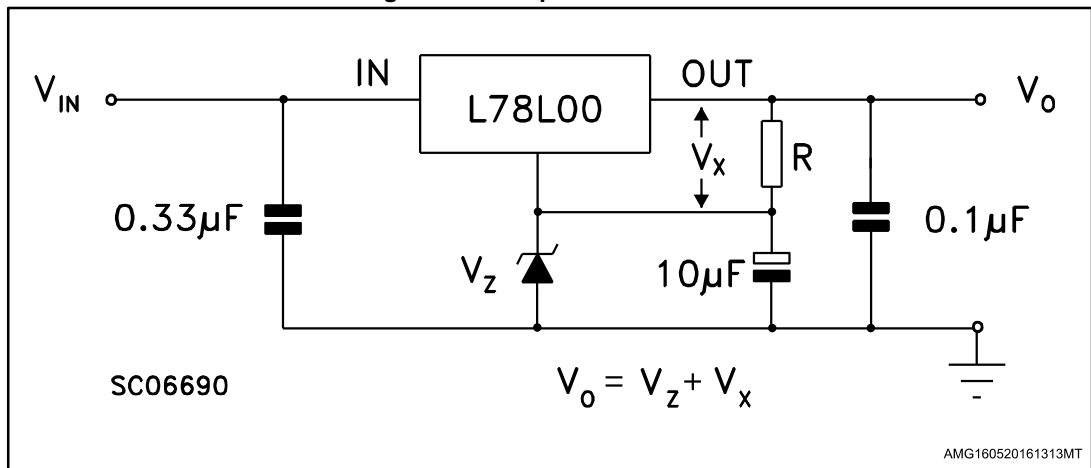 V_IN
IN
L78L00
OUT
V_o
V_x
R
0.33μF
V_z
10μF
0.1μF
SC06690
V_o = V_z + V_x
AMG160520161313MT